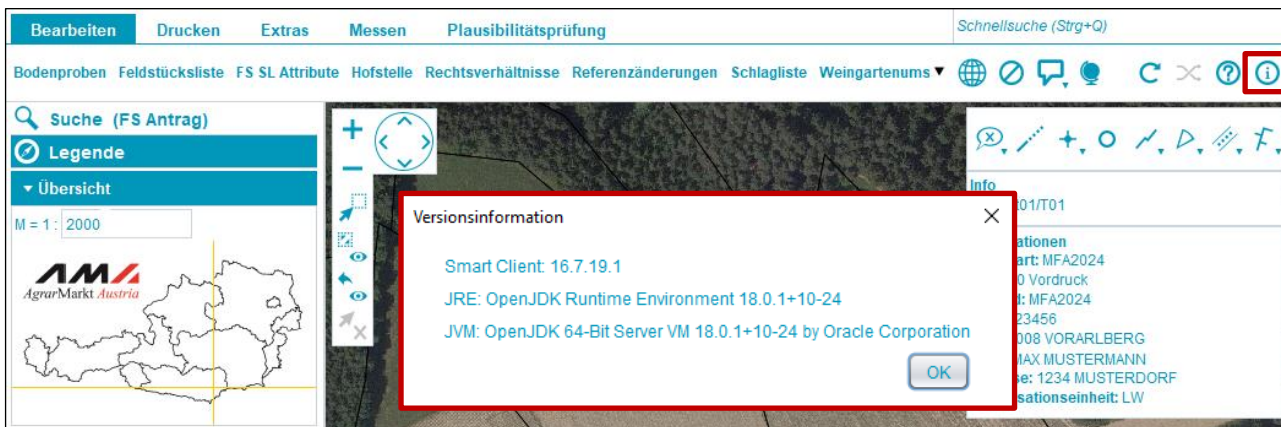 Bearbeiten Drucken Extras Messen Plausibilitätsprüfung Schnellsuche (Strg+Q)
Bodenproben Feldstücksliste FS SL Attribute Hofstelle Rechtsverhältnisse Referenzänderungen Schlagliste Weingartenums
Suche (FS Antrag)
Legende
Übersicht
M = 1 : 2000
AMA
AgrarMarkt Austria
Versionsinformation
Smart Client: 16.7.19.1
JRE: OpenJDK Runtime Environment 18.0.1+10-24
JVM: OpenJDK 64-Bit Server VM 18.0.1+10-24 by Oracle Corporation
OK
Info
01/T01
ationen
art: MFA2024
0 Vordruck
: MFA2024
23456
008 VORARLBERG
MAX MUSTERMANN
se: 1234 MUSTERDORF
sationseinheit: LW